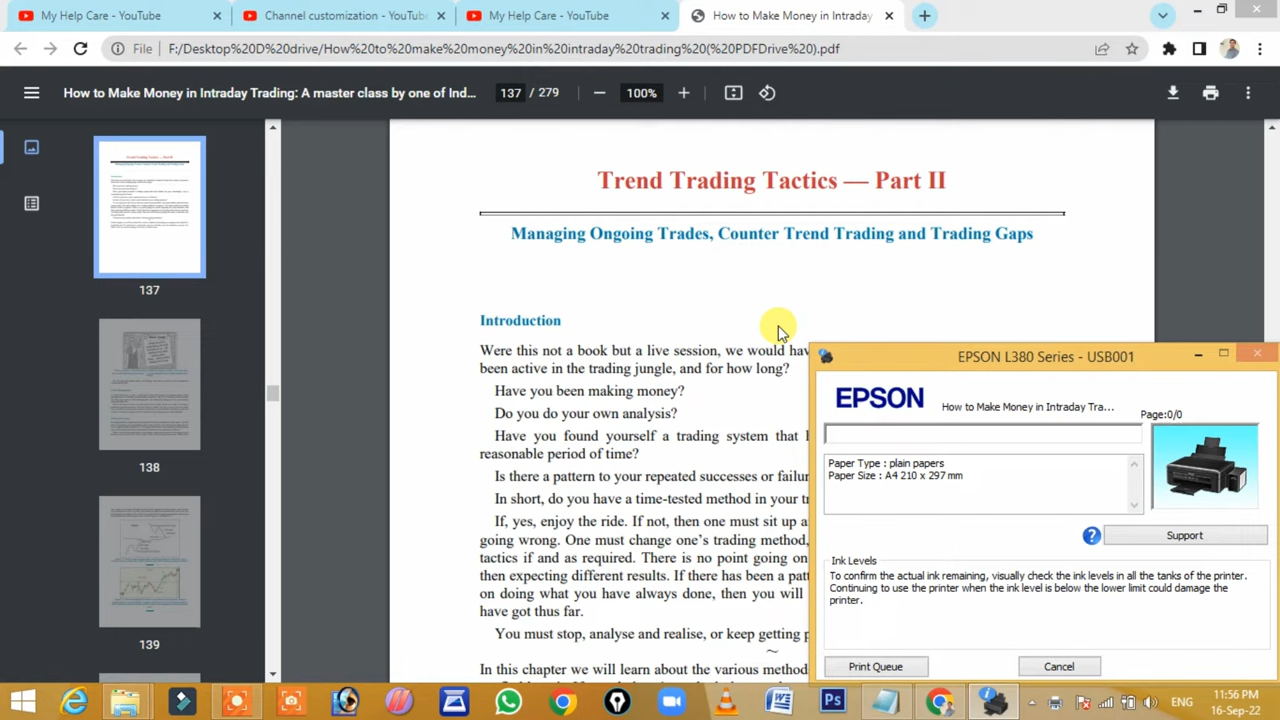 My Help Care - YouTube
Channel customization - YouTube
My Help Care - YouTube
How to Make Money in Intraday
File
F:/Desktop%20D%20drive/How%20to%20make%20money%20in%20intraday%20trading%20(%20PDFDrive%20).pdf
How to Make Money in Intraday Trading: A master class by one of Ind...
137 / 279
100%
Trend Trading Tactics — Part II
Managing Ongoing Trades, Counter Trend Trading and Trading Gaps
137
138
139
Introduction
Were this not a book but a live session, we would hav
been active in the trading jungle, and for how long?
Have you been making money?
Do you do your own analysis?
Have you found yourself a trading system that
reasonable period of time?
Is there a pattern to your repeated successes or failur
In short, do you have a time-tested method in your tr
If, yes, enjoy the ride. If not, then one must sit up a
going wrong. One must change one's trading method,
tactics if and as required. There is no point going on
then expecting different results. If there has been a pat
on doing what you have always done, then you will
have got thus far.
You must stop, analyse and realise, or keep getting p
~
In this chapter we will learn about the various method
EPSON L380 Series - USB001
EPSON
How to Make Money in Intraday Tra...
Page:0/0
Paper Type : plain papers
Paper Size : A4 210 x 297 mm
Support
Ink Levels
To confirm the actual ink remaining, visually check the ink levels in all the tanks of the printer.
Continuing to use the printer when the ink level is below the lower limit could damage the
printer.
Print Queue
Cancel
ENG
11:56 PM
16-Sep-22